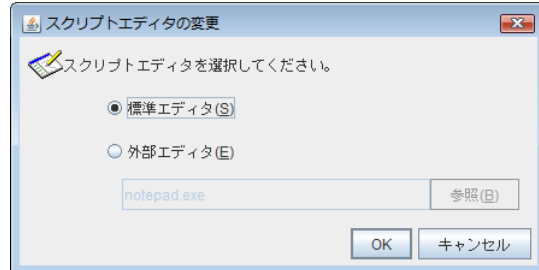 スクリプトエディタの変更
スクリプトエディタを選択してください。
標準エディタ(S)
外部エディタ(E)
notepad.exe 参照(B)
OK キャンセル